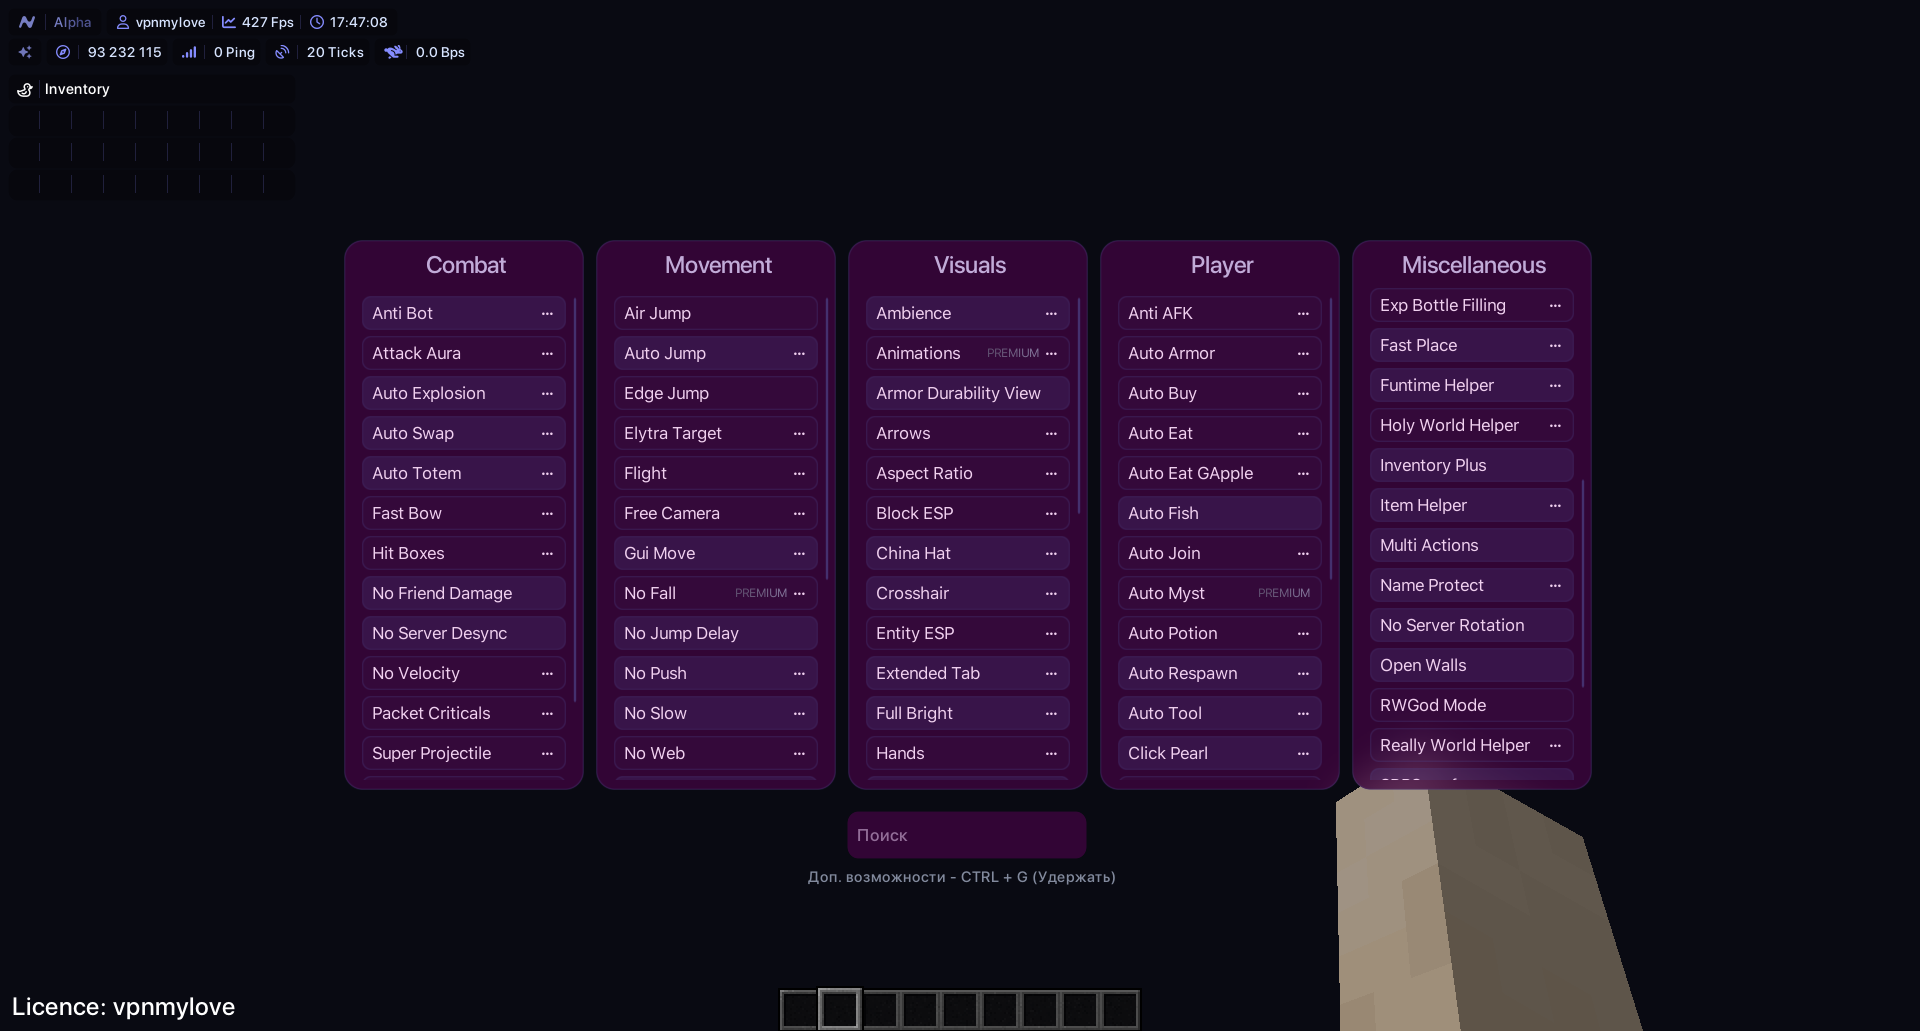 Alpha vpnmylove 427 Fps 17:47:08
93 232 115 0 Ping 20 Ticks 0.0 Bps
Inventory
Combat
Anti Bot
Attack Aura
Auto Explosion
Auto Swap
Auto Totem
Fast Bow
Hit Boxes
No Friend Damage
No Server Desync
No Velocity
Packet Criticals
Super Projectile
Movement
Air Jump
Auto Jump
Edge Jump
Elytra Target
Flight
Free Camera
Gui Move
No Fall PREMIUM
No Jump Delay
No Push
No Slow
No Web
Visuals
Ambience
Animations PREMIUM
Armor Durability View
Arrows
Aspect Ratio
Block ESP
China Hat
Crosshair
Entity ESP
Extended Tab
Full Bright
Hands
Player
Anti AFK
Auto Armor
Auto Buy
Auto Eat
Auto Eat GApple
Auto Fish
Auto Join
Auto Myst PREMIUM
Auto Potion
Auto Respawn
Auto Tool
Click Pearl
Miscellaneous
Exp Bottle Filling
Fast Place
Funtime Helper
Holy World Helper
Inventory Plus
Item Helper
Multi Actions
Name Protect
No Server Rotation
Open Walls
RWGod Mode
Really World Helper
Поиск
Доп. возможности - CTRL + G (Удержать)
Licence: vpnmylove